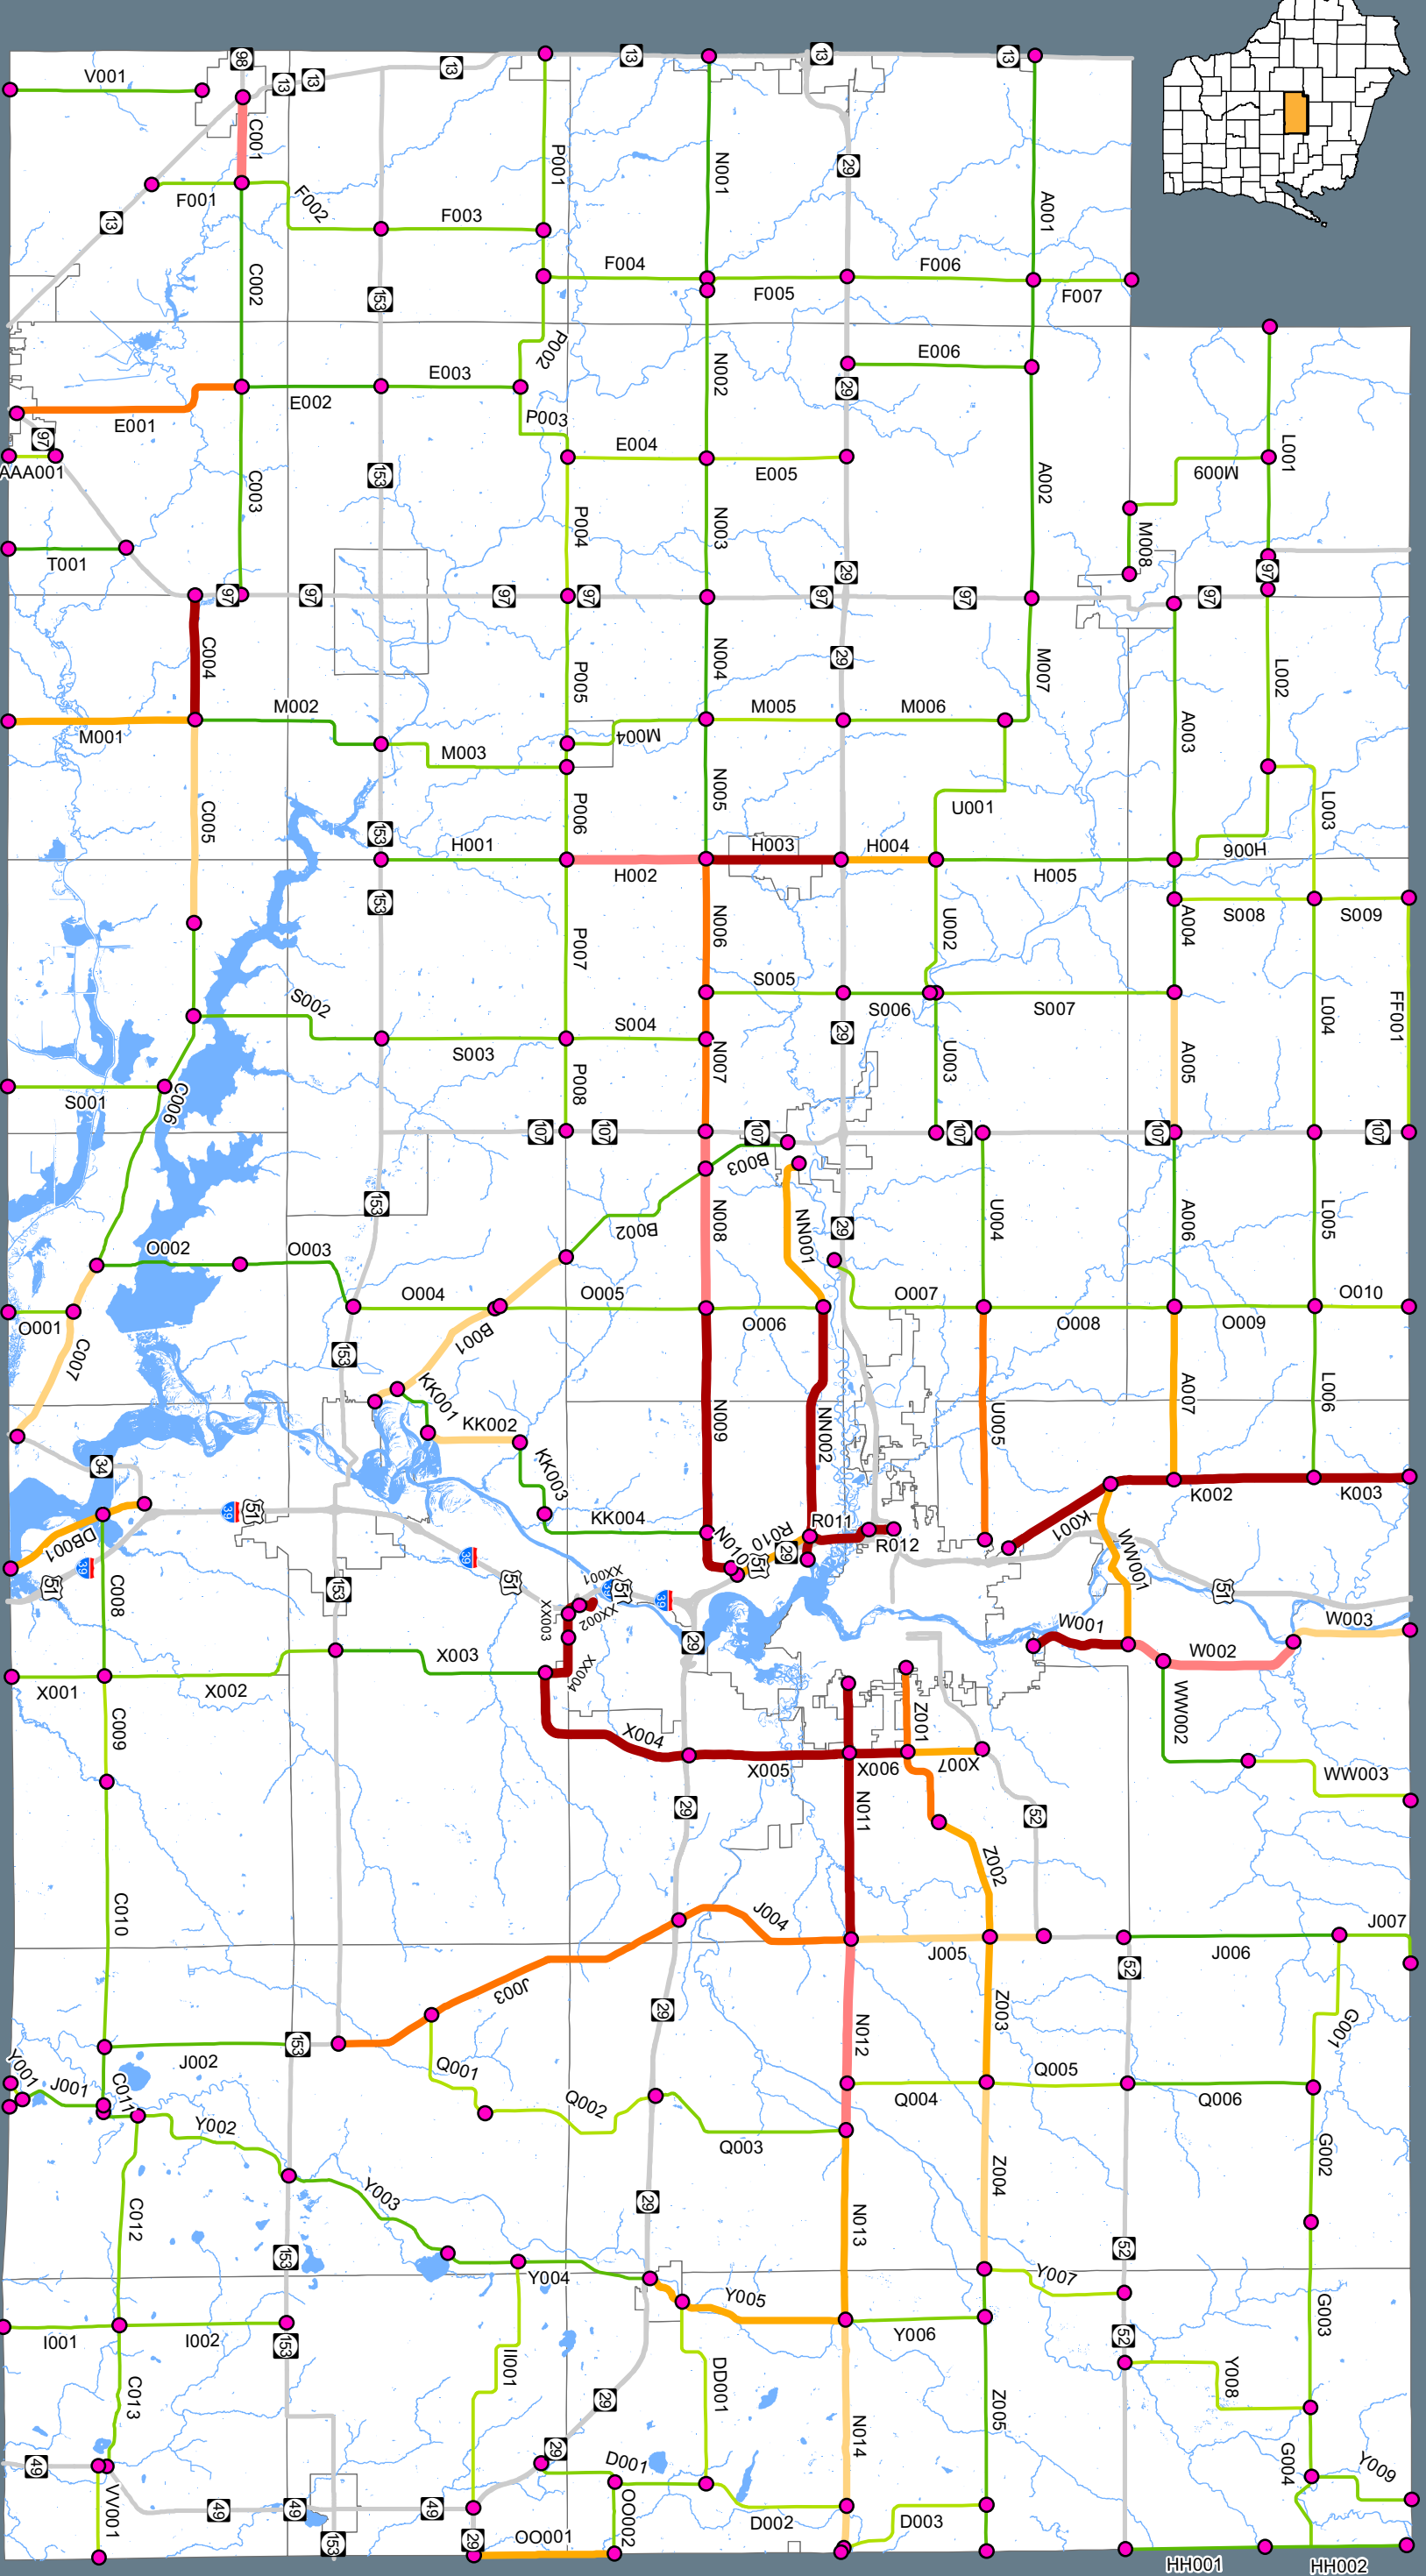 98
13
13
13
13
13
13
V001
C001
P001
N001
29
F001
F002
F003
A001
13
C002
F004
F005
F006
F007
153
P002
E003
E002
E001
N002
E006
29
P003
97
AAA001
E004
E005
L001
M009
C003
153
P004
N003
A002
M008
T001
29
97
97
97
97
97
97
97
97
C004
P005
N004
29
M007
L002
M002
M001
M003
M004
M005
M006
A003
C005
P006
N005
U001
L003
153
H001
H002
H003
H004
H005
H006
153
N006
U002
A004
S008
S009
P007
S002
S005
S006
S007
S003
S004
29
N007
U003
A005
L004
FF001
S001
C006
P008
107
107
107
107
107
107
B003
153
B002
N008
NN001
29
U004
A006
L005
O002
O003
O001
O004
O005
O006
O007
O008
O009
O010
B001
C007
153
KK001
KK002
KK003
KK004
N009
NN002
U005
A007
L006
34
39
51
DB001
39
51
39
51
K001
K002
K003
R011
R012
R010
N010
51
29
WW001
51
C008
153
XX001
39
51
39
XX002
XX003
XX004
29
W001
W002
W003
X001
X002
X003
X004
X005
X006
X007
Z001
WW002
WW003
C009
29
N011
52
Z002
C010
J004
J005
J006
J007
J003
52
29
N012
Z003
G001
153
J002
Y001
J001
C011
Q001
Q002
Q003
Q004
Q005
Q006
Y002
Y003
G002
Z004
29
N013
C012
153
52
Y004
Y005
Y006
Y007
I001
I002
153
52
G003
II001
DD001
Y008
C013
29
N014
Z005
29
49
D001
G004
Y009
VV001
49
49
49
153
29
OO001
OO002
D002
D003
HH001
HH002